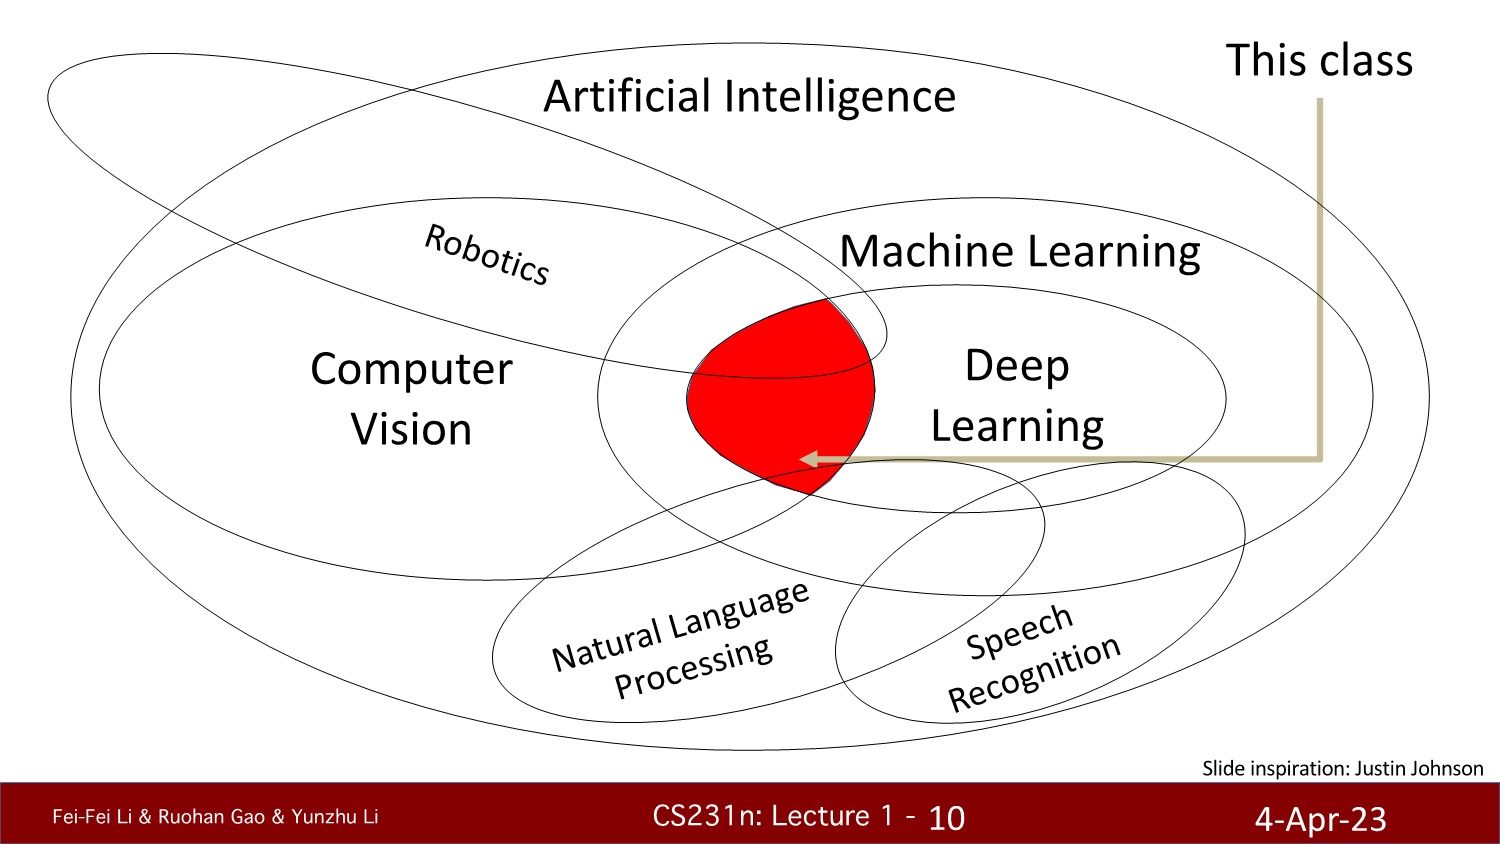 This class
Artificial Intelligence
Robotics
Machine Learning
Computer
Vision
Deep
Learning
Natural Language
Processing
Speech
Recognition
Slide inspiration: Justin Johnson
Fei-Fei Li & Ruohan Gao & Yunzhu Li
CS231n: Lecture 1 - 10
4-Apr-23